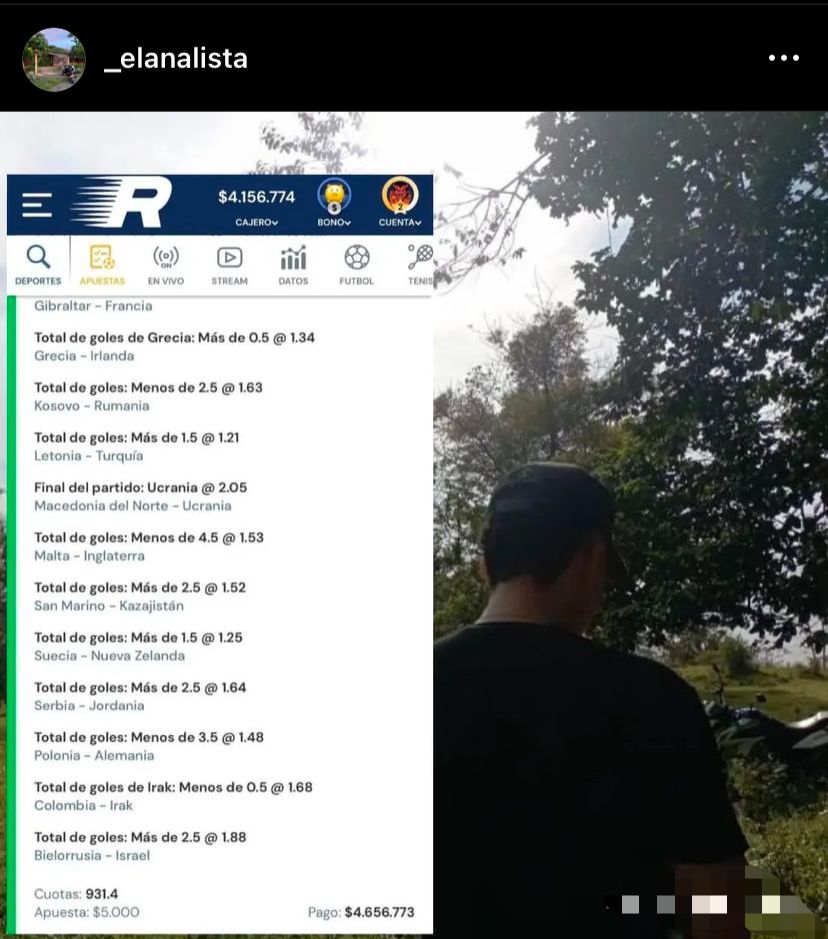 _elanalista
R
$4.156.774
CAJERO
BONO
$
CUENTA
2
DEPORTES
APUESTAS
ON
EN VIVO
STREAM
DATOS
FUTBOL
TENIS
Gibraltar – Francia
Total de goles de Grecia: Más de 0.5 @ 1.34
Grecia – Irlanda
Total de goles: Menos de 2.5 @ 1.63
Kosovo – Rumania
Total de goles: Más de 1.5 @ 1.21
Letonia – Turquía
Final del partido: Ucrania @ 2.05
Macedonia del Norte – Ucrania
Total de goles: Menos de 4.5 @ 1.53
Malta – Inglaterra
Total de goles: Más de 2.5 @ 1.52
San Marino – Kazajistán
Total de goles: Más de 1.5 @ 1.25
Suecia – Nueva Zelanda
Total de goles: Más de 2.5 @ 1.64
Serbia – Jordania
Total de goles: Menos de 3.5 @ 1.48
Polonia – Alemania
Total de goles de Irak: Menos de 0.5 @ 1.68
Colombia – Irak
Total de goles: Más de 2.5 @ 1.88
Bielorrusia – Israel
Cuotas: 931.4
Apuesta: $5.000 Pago: $4.656.773